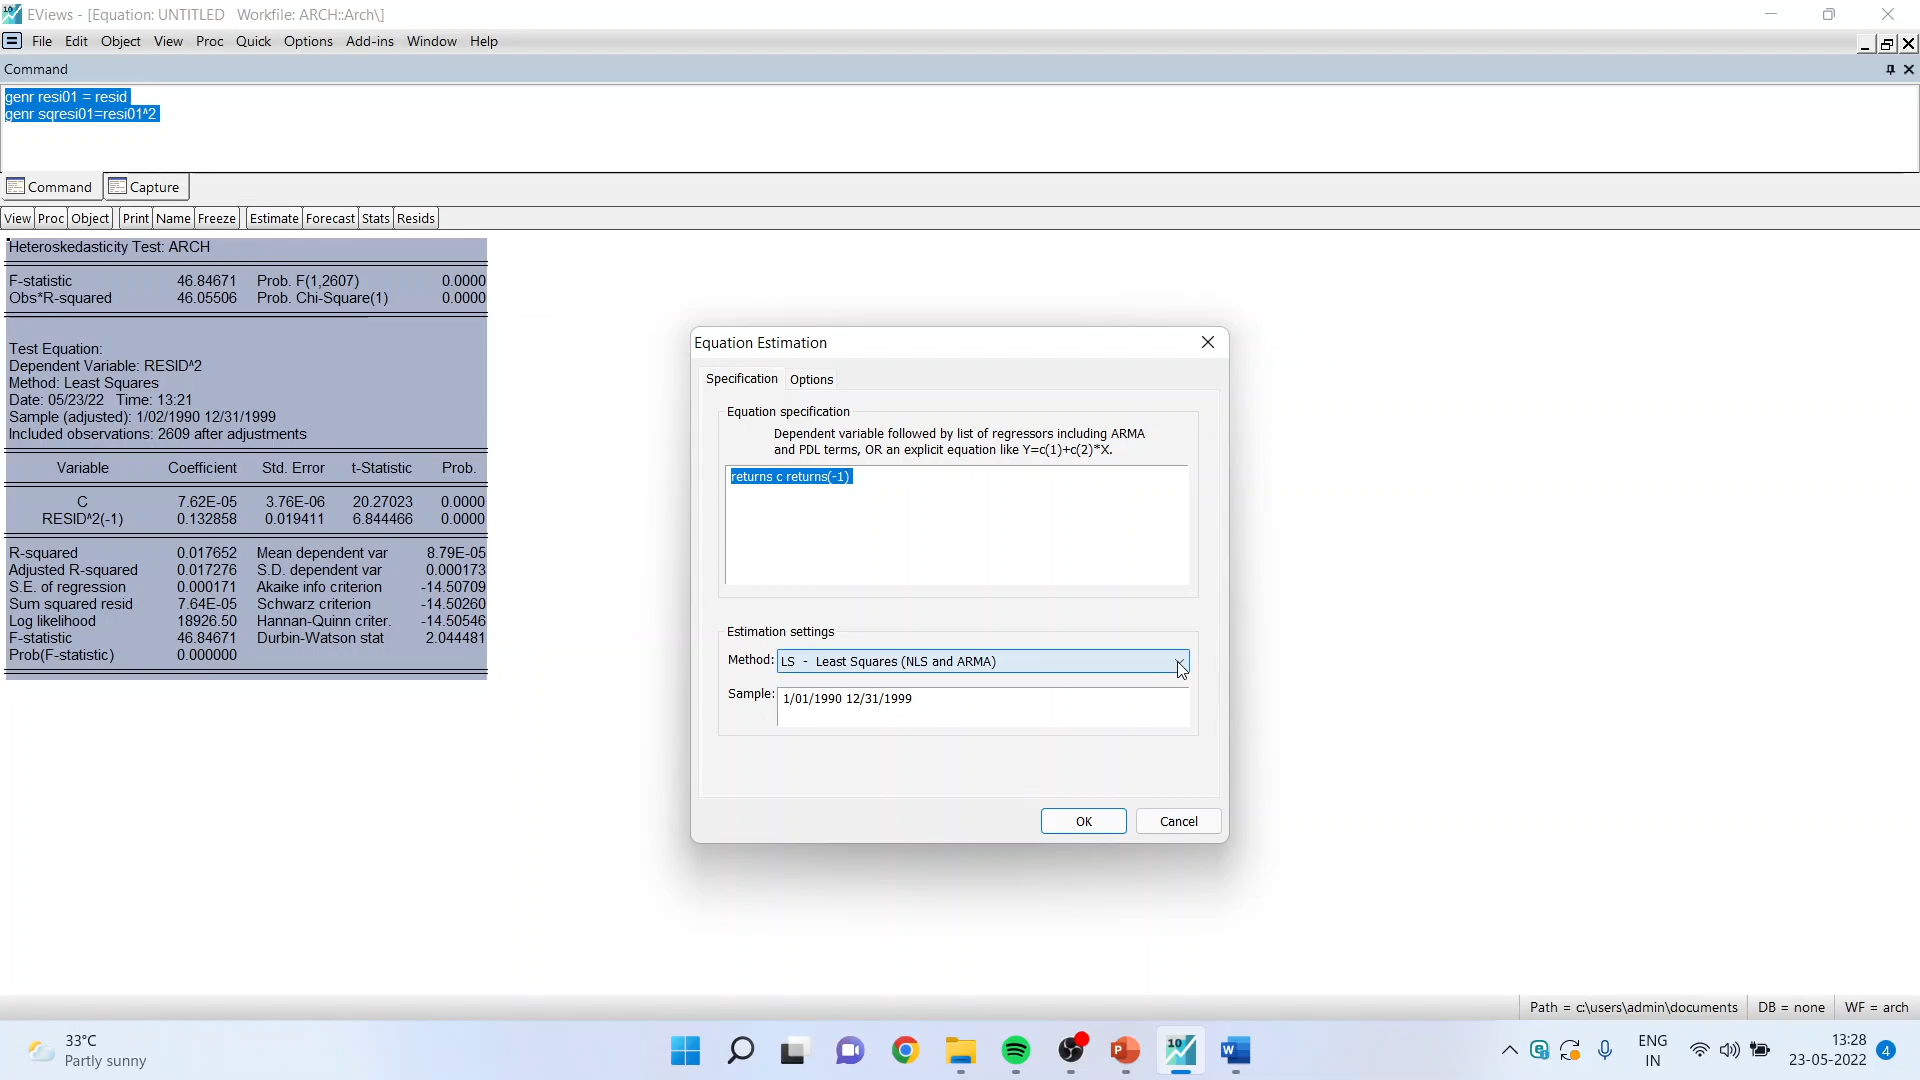 10 EViews - [Equation: UNTITLED Workfile: ARCH::Arch\]
File Edit Object View Proc Quick Options Add-ins Window Help
Command
genr resi01 = resid
genr sqresi01=resi01^2
Command Capture
View Proc Object Print Name Freeze Estimate Forecast Stats Resids
Heteroskedasticity Test: ARCH
F-statistic 46.84671 Prob. F(1,2607) 0.0000
Obs*R-squared 46.05506 Prob. Chi-Square(1) 0.0000
Test Equation:
Dependent Variable: RESID^2
Method: Least Squares
Date: 05/23/22 Time: 13:21
Sample (adjusted): 1/02/1990 12/31/1999
Included observations: 2609 after adjustments
Variable Coefficient Std. Error t-Statistic Prob.
C 7.62E-05 3.76E-06 20.27023 0.0000
RESID^2(-1) 0.132858 0.019411 6.844466 0.0000
R-squared 0.017652 Mean dependent var 8.79E-05
Adjusted R-squared 0.017276 S.D. dependent var 0.000173
S.E. of regression 0.000171 Akaike info criterion -14.50709
Sum squared resid 7.64E-05 Schwarz criterion -14.50260
Log likelihood 18926.50 Hannan-Quinn criter. -14.50546
F-statistic 46.84671 Durbin-Watson stat 2.044481
Prob(F-statistic) 0.000000
Equation Estimation
Specification Options
Equation specification
Dependent variable followed by list of regressors including ARMA
and PDL terms, OR an explicit equation like Y=c(1)+c(2)*X.
returns c returns(-1)
Estimation settings
Method: LS - Least Squares (NLS and ARMA)
Sample: 1/01/1990 12/31/1999
OK Cancel
Path = c:\users\admin\documents DB = none WF = arch
33°C
Partly sunny
10
ENG
IN
13:28
23-05-2022
4